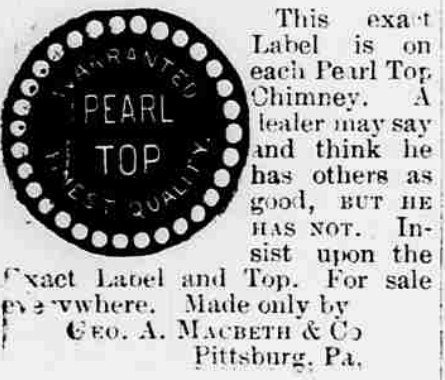 WARRANTED
PEARL
TOP
FINEST QUALITY.
This exact
Label is on
each Pearl Top
Chimney. A
dealer may say
and think he
has others as
good, BUT HE
HAS NOT. In-
sist upon the
Exact Label and Top. For sale
everywhere. Made only by
GEO. A. MACBETH & Co
Pittsburg, Pa,